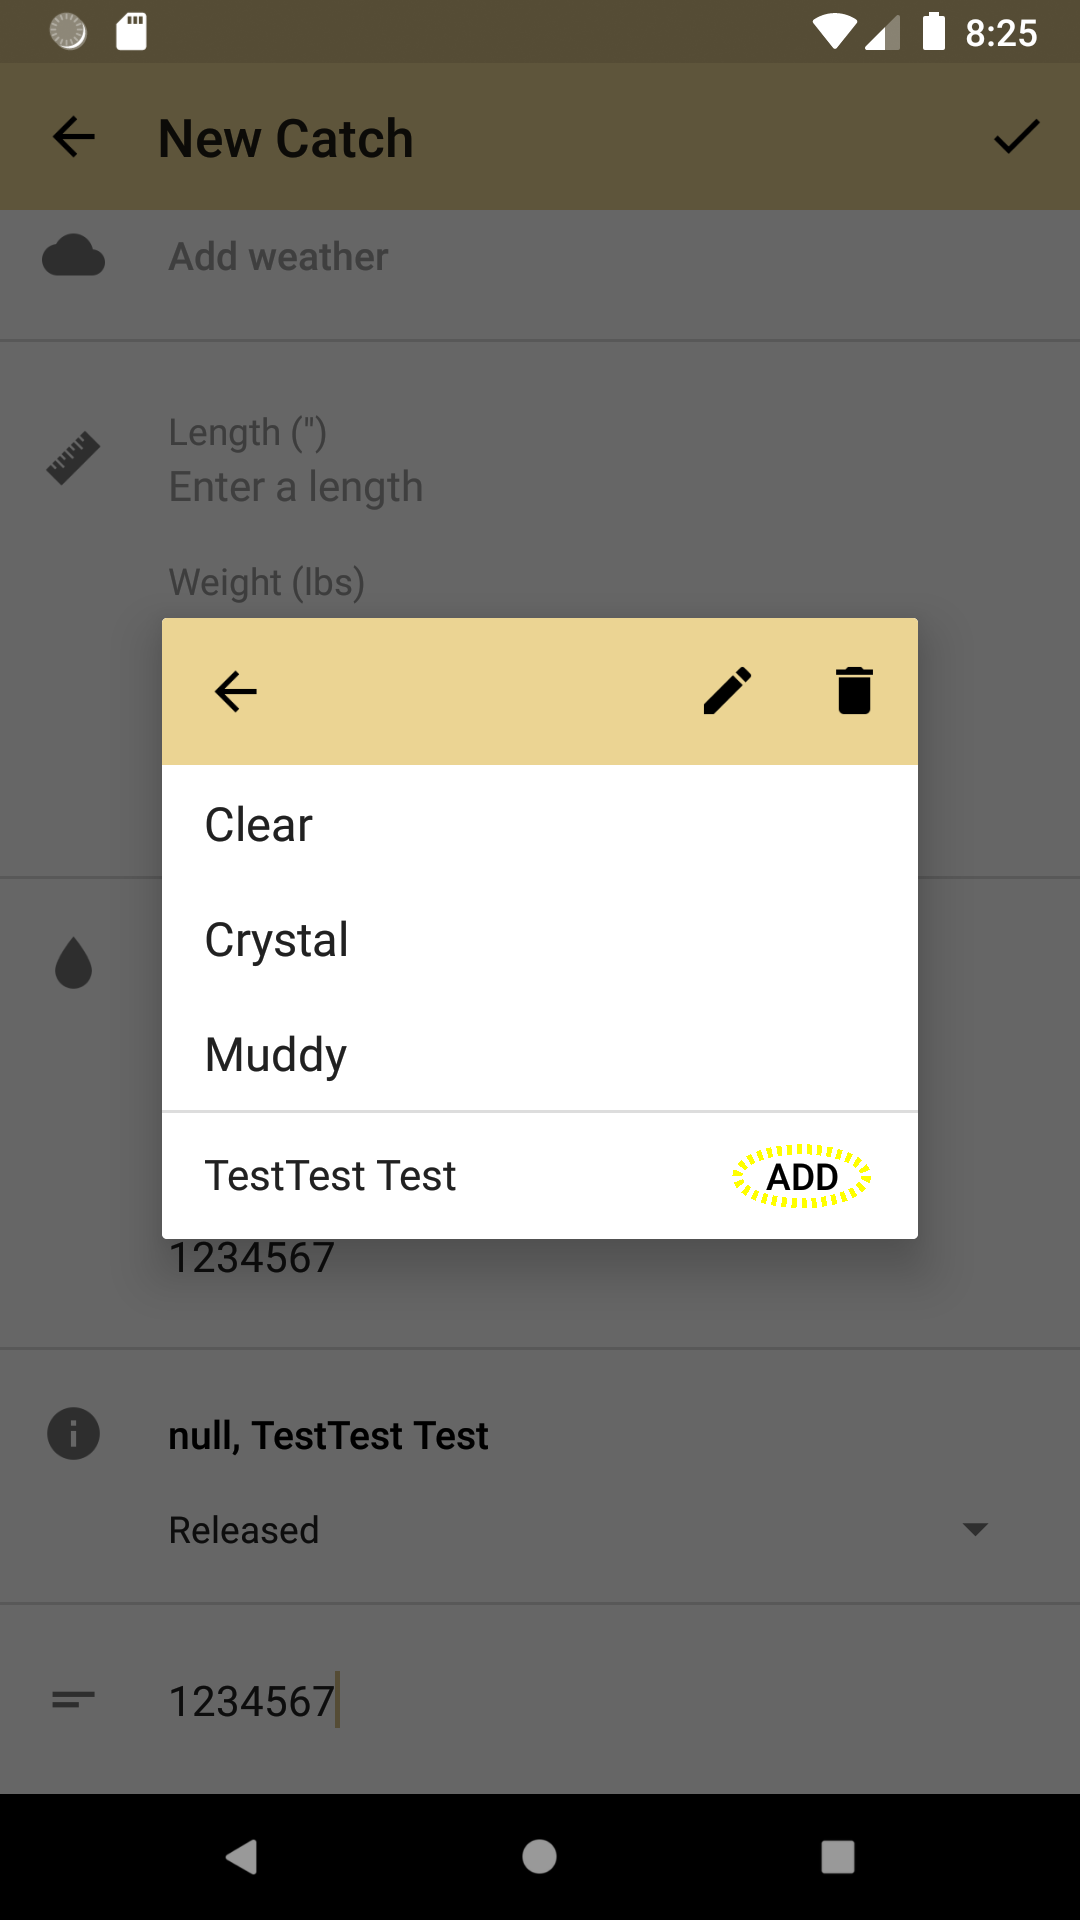 8:25
New Catch
Add weather
Length (")
Enter a length
Weight (lbs)
Clear
Crystal
Muddy
TestTest Test
ADD
1234567
null, TestTest Test
Released
1234567